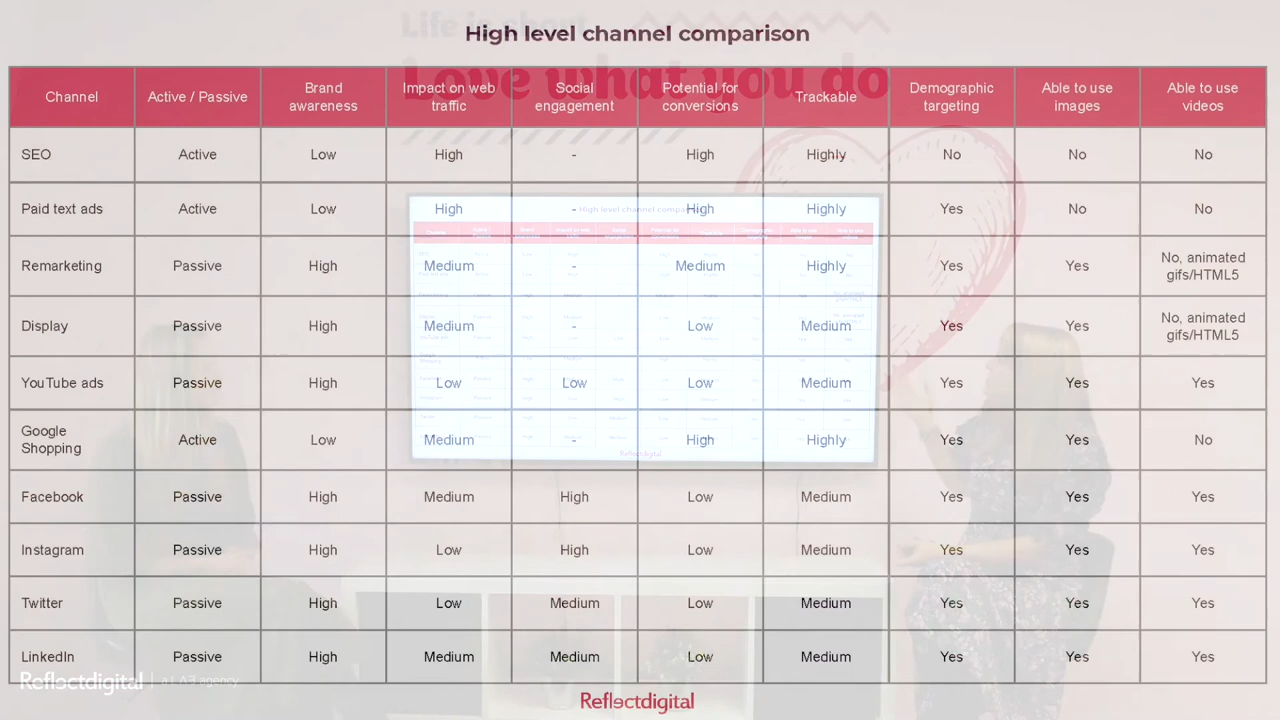 Life is about
High level channel comparison
Love what you do
Channel Active / Passive Brand awareness Impact on web traffic Social engagement Potential for conversions Trackable Demographic targeting Able to use images Able to use videos
SEO Active Low High - High Highly No No No
Paid text ads Active Low High - High Highly Yes No No
Remarketing Passive High Medium - Medium Highly Yes Yes No, animated gifs/HTML5
Display Passive High Medium - Low Medium Yes Yes No, animated gifs/HTML5
YouTube ads Passive High Low Low Low Medium Yes Yes Yes
Google Shopping Active Low Medium - High Highly Yes Yes No
Facebook Passive High Medium High Low Medium Yes Yes Yes
Instagram Passive High Low High Low Medium Yes Yes Yes
Twitter Passive High Low Medium Low Medium Yes Yes Yes
LinkedIn Passive High Medium Medium Low Medium Yes Yes Yes
Reflectdigital
Reflectdigital